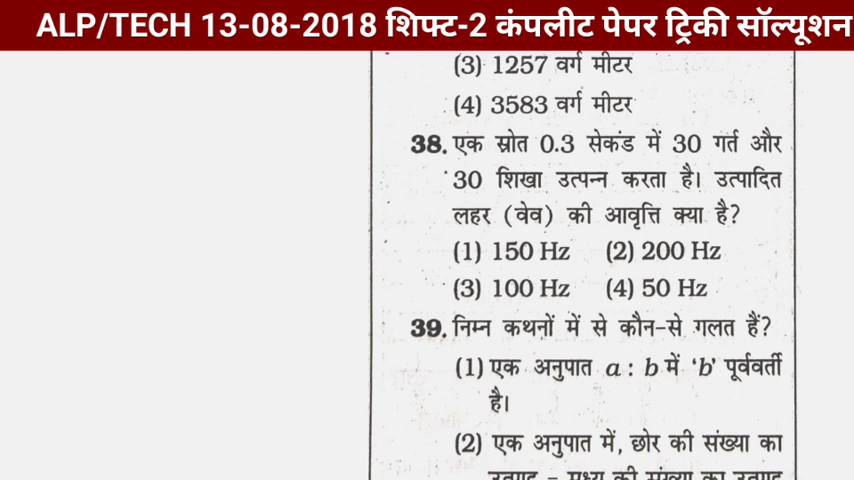 ALP/TECH 13-08-2018 शिफ्ट-2 कंपलीट पेपर ट्रिकी सॉल्यूशन
(3) 1257 वर्ग मीटर
(4) 3583 वर्ग मीटर
38. एक स्रोत 0.3 सेकंड में 30 गर्त और
30 शिखा उत्पन्न करता है। उत्पादित
लहर (वेव) की आवृत्ति क्या है?
(1) 150 Hz (2) 200 Hz
(3) 100 Hz (4) 50 Hz
39. निम्न कथनों में से कौन-से गलत हैं?
(1) एक अनुपात a : b में ‘b’ पूर्ववर्ती
है।
(2) एक अनुपात में, छोर की संख्या का